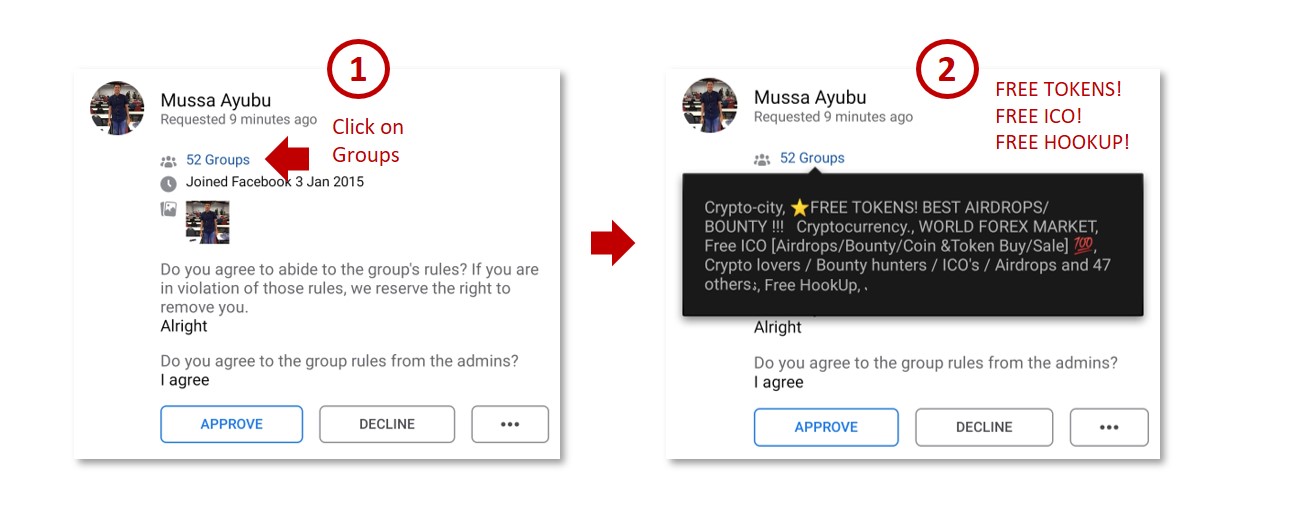 1
Mussa Ayubu
Requested 9 minutes ago
Click on
Groups
52 Groups
Joined Facebook 3 Jan 2015
Do you agree to abide to the group's rules? If you are
in violation of those rules, we reserve the right to
remove you.
Alright
Do you agree to the group rules from the admins?
I agree
APPROVE
DECLINE
•••
2
FREE TOKENS!
FREE ICO!
FREE HOOKUP!
Mussa Ayubu
Requested 9 minutes ago
52 Groups
Crypto-city, ⭐FREE TOKENS! BEST AIRDROPS/
BOUNTY !!! Cryptocurrency., WORLD FOREX MARKET,
Free ICO [Airdrops/Bounty/Coin &Token Buy/Sale] 💯,
Crypto lovers / Bounty hunters / ICO's / Airdrops and 47
others., Free HookUp, .
Alright
Do you agree to the group rules from the admins?
I agree
APPROVE
DECLINE
•••